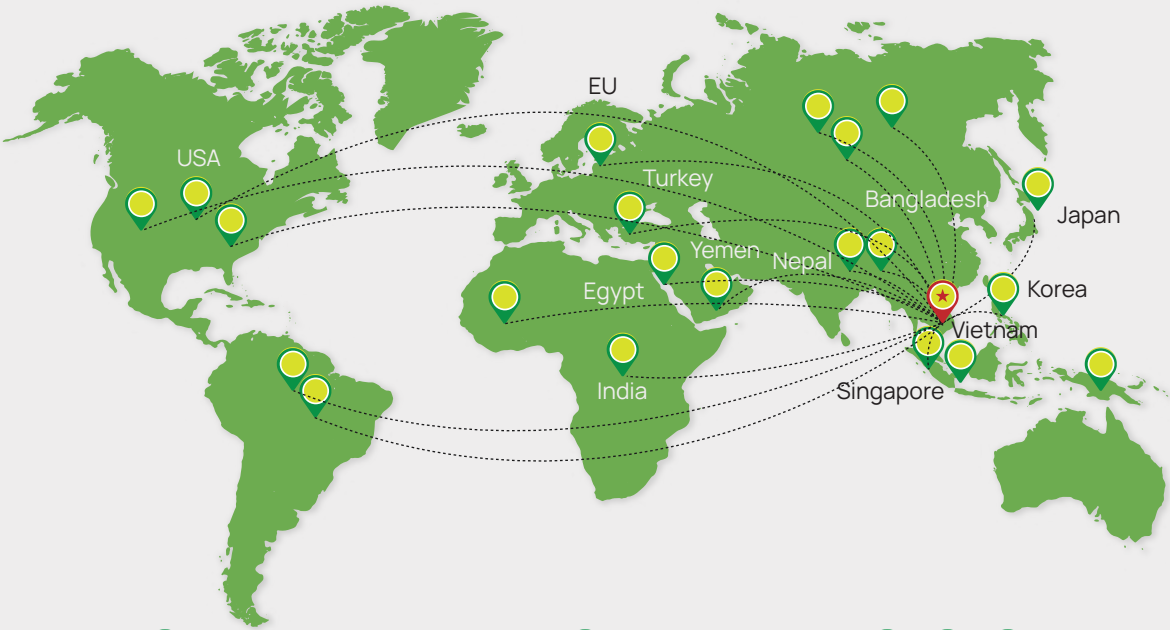 EU
USA
Turkey
Bangladesh
Japan
Yemen
Nepal
Egypt
Korea
Vietnam
India
Singapore